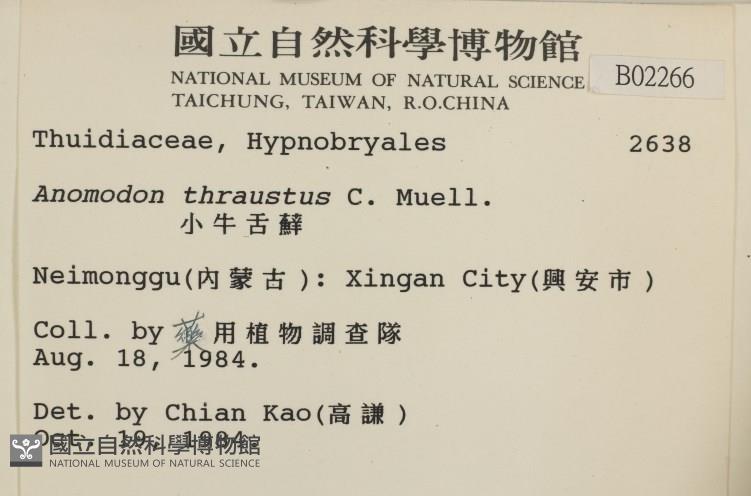 國立自然科學博物館
NATIONAL MUSEUM OF NATURAL SCIENCE
TAICHUNG, TAIWAN, R.O.CHINA
B02266
Thuidiaceae, Hypnobryales 2638
Anomodon thraustus C. Muell.
小牛舌蘚
Neimonggu(內蒙古): Xingan City(興安市)
Coll. by 藥用植物調查隊
Aug. 18, 1984.
Det. by Chian Kao(高謙)
Oct. 19, 1984.
國立自然科學博物館
NATIONAL MUSEUM OF NATURAL SCIENCE